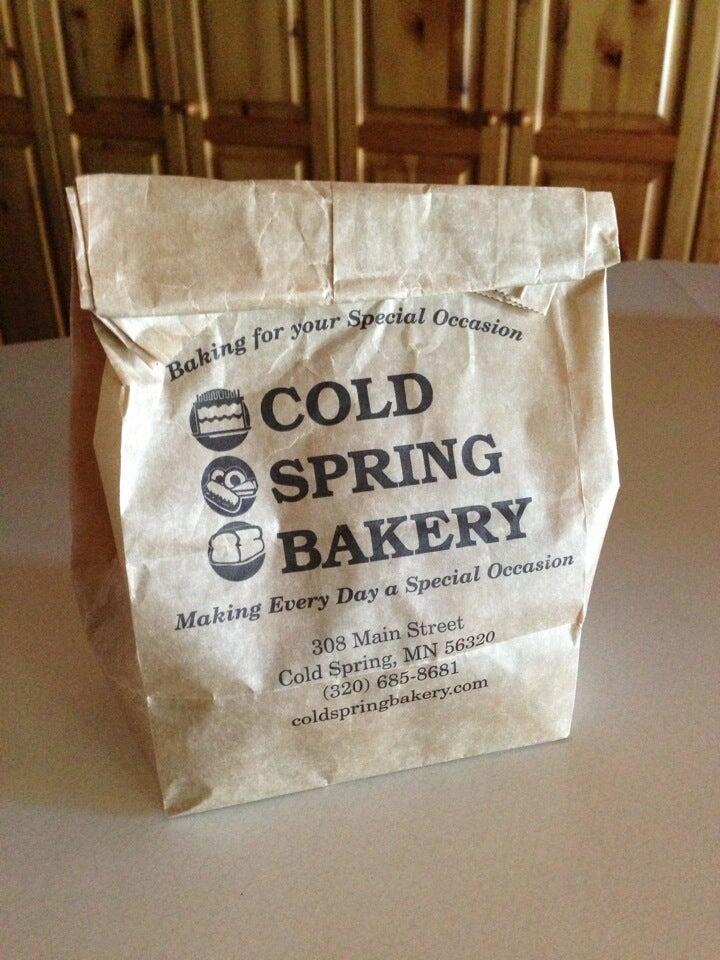 Baking for your Special Occasion
COLD
SPRING
BAKERY
Making Every Day a Special Occasion
308 Main Street
Cold Spring, MN 56320
(320) 685-8681
coldspringbakery.com